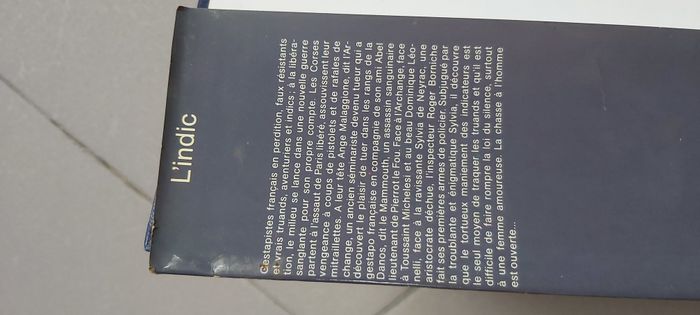 L'indic
Gestapistes français en perdition, faux résistants
et vrais truands, aventuriers et indics ; à la libéra-
tion, le milieu se lance dans une nouvelle guerre
sanglante pour son propre compte. Les Corses
partent à l'assaut de Paris libéré, assouvissent leur
vengeance à coups de pistolets et de rafales de
mitraillettes. A leur tête Ange Malaggione, dit l'Ar-
change, un ancien séminariste devenu tueur qui a
découvert le plaisir de tuer dans les rangs de la
gestapo française en compagnie de son ami Abel
Danos, dit le Mammouth, un assassin sanguinaire
lieutenant de Pierrot le Fou. Face à l'Archange, face
à Toussaint Michelesi et au beau Dominique Léo-
nelli, face à la ravissante Sylvia de Neyrac, une
aristocrate déchue, l'inspecteur Roger Borniche
fait ses premières armes de policier. Subjugué par
la troublante et énigmatique Sylvia, il découvre
que le tortueux maniement des indicateurs est
le seul moyen de traquer les truands et qu'il est
difficile de faire rompre la loi du silence, surtout
à une femme amoureuse. La chasse à l'homme
est ouverte...